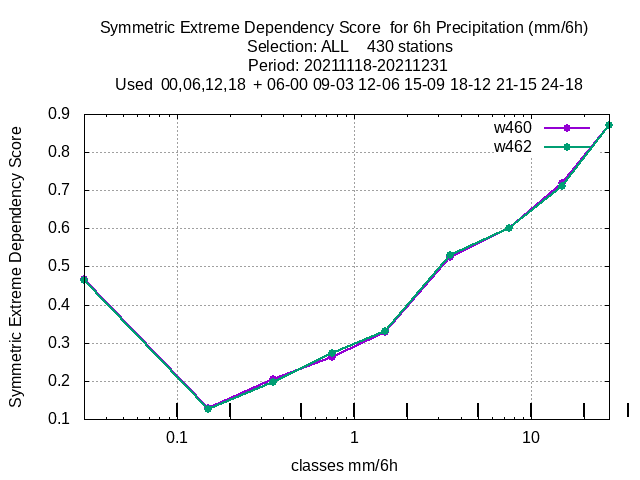 Symmetric Extreme Dependency Score  for 6h Precipitation (mm/6h)
Selection: ALL    430 stations
Period: 20211118-20211231
Used  00,06,12,18  + 06-00 09-03 12-06 15-09 18-12 21-15 24-18
Symmetric Extreme Dependency Score
0.9
0.8
0.7
0.6
0.5
0.4
0.3
0.2
0.1
w460
w462
0.1 1 10
classes mm/6h